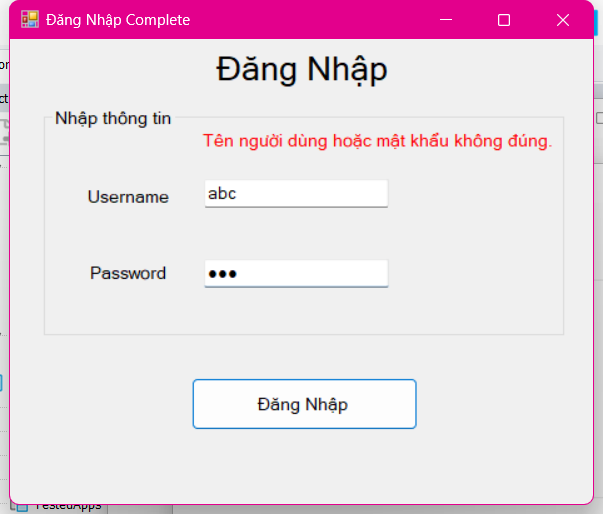 Đăng Nhập Complete
Đăng Nhập
Nhập thông tin
Tên người dùng hoặc mật khẩu không đúng.
Username
abc
Password
•••
Đăng Nhập
TestedApps